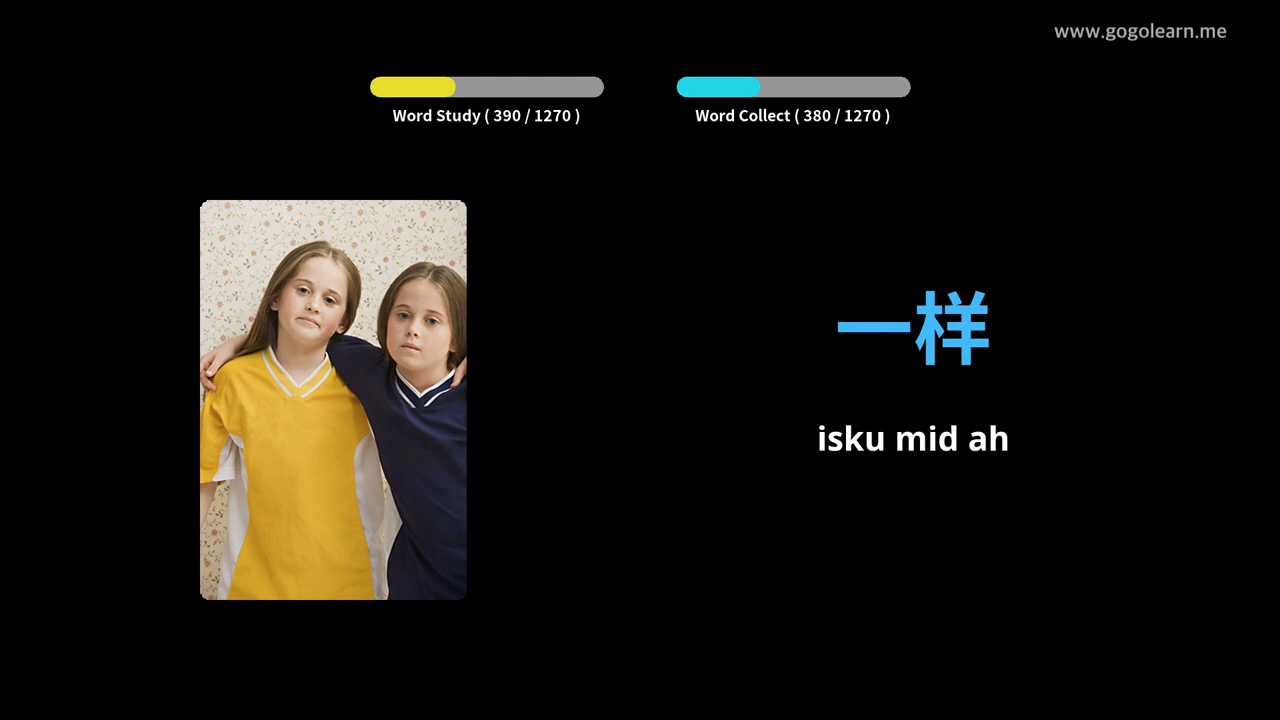 www.gogolearn.me
Word Study ( 390 / 1270 )
Word Collect ( 380 / 1270 )
一样
isku mid ah